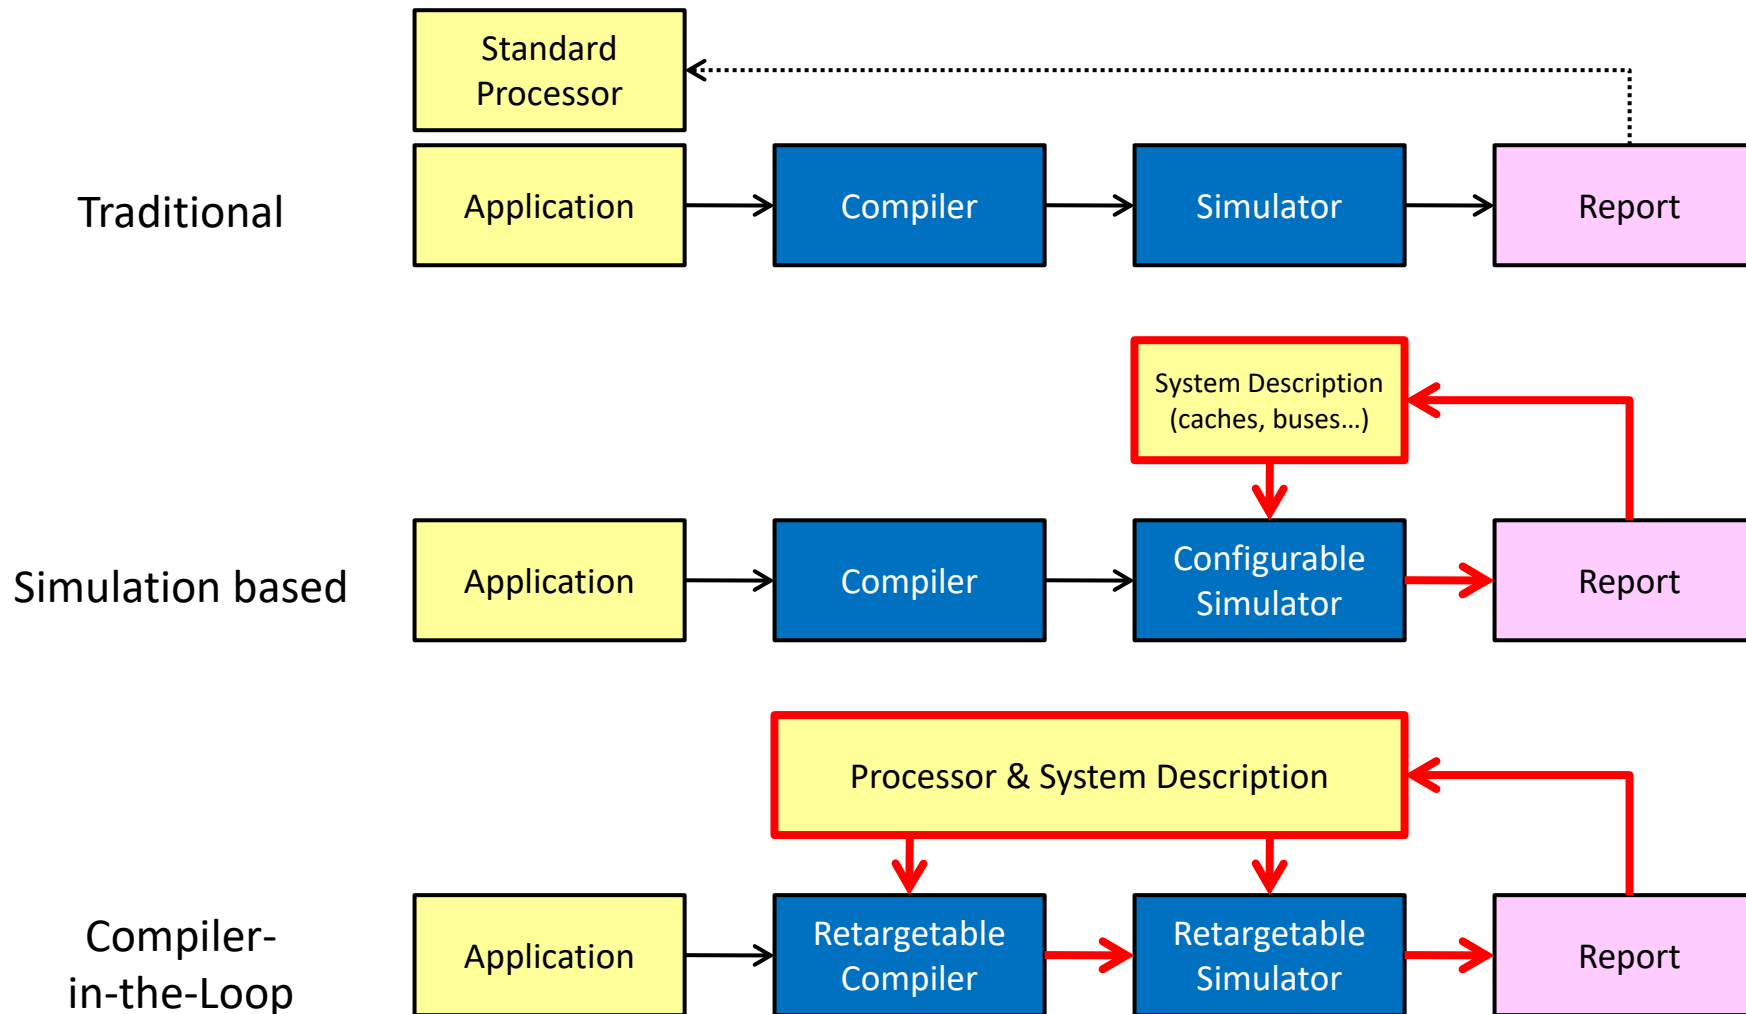 Standard
Processor
Traditional
Application
Compiler
Simulator
Report
System Description
(caches, buses...)
Simulation based
Application
Compiler
Configurable
Simulator
Report
Processor & System Description
Compiler-
in-the-Loop
Application
Retargetable
Compiler
Retargetable
Simulator
Report